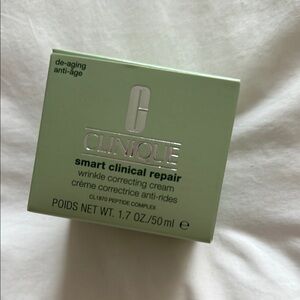 de-aging
anti-âge
C
CLINIQUE
smart clinical repair
wrinkle correcting cream
crème correctrice anti-rides
CL1870 PEPTIDE COMPLEX
POIDS NET WT. 1.7 OZ./50 ml ℮